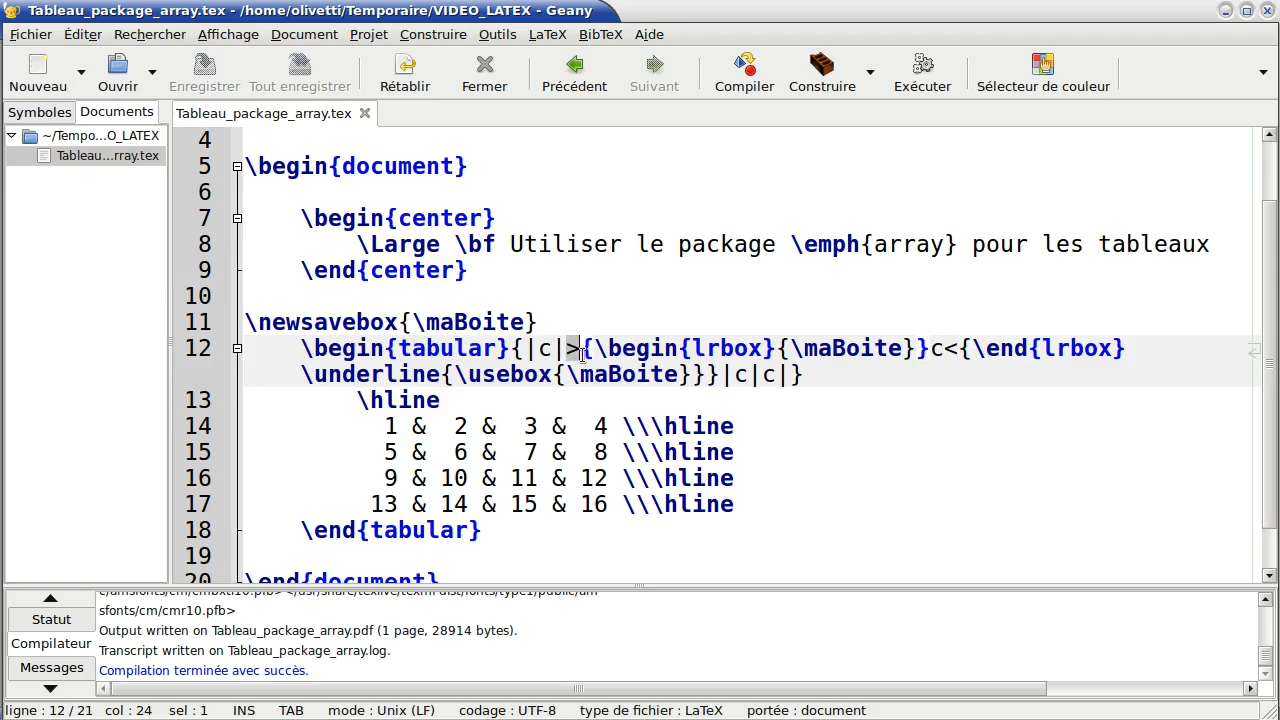 Tableau_package_array.tex - /home/olivetti/Temporaire/VIDEO_LATEX - Geany
Fichier Éditer Rechercher Affichage Document Projet Construire Outils LaTeX BibTeX Aide
Nouveau Ouvrir Enregistrer Tout enregistrer Rétablir Fermer Précédent Suivant Compiler Construire Exécuter Sélecteur de couleur
Symboles Documents
~/Tempo...O_LATEX
Tableau...rray.tex
Tableau_package_array.tex
4
5 \begin{document}
6
7 \begin{center}
8 \Large \bf Utiliser le package \emph{array} pour les tableaux
9 \end{center}
10
11 \newsavebox{\maBoite}
12 \begin{tabular}{|c|>{\begin{lrbox}{\maBoite}}c<{\end{lrbox}
\underline{\usebox{\maBoite}}}|c|c|}
13 \hline
14 1 & 2 & 3 & 4 \\\hline
15 5 & 6 & 7 & 8 \\\hline
16 9 & 10 & 11 & 12 \\\hline
17 13 & 14 & 15 & 16 \\\hline
18 \end{tabular}
19
20 \end{document}
Statut
Compilateur
Messages
sfonts/cm/cmr10.pfb>
Output written on Tableau_package_array.pdf (1 page, 28914 bytes).
Transcript written on Tableau_package_array.log.
Compilation terminée avec succès.
ligne : 12 / 21 col : 24 sel : 1 INS TAB mode : Unix (LF) codage : UTF-8 type de fichier : LaTeX portée : document